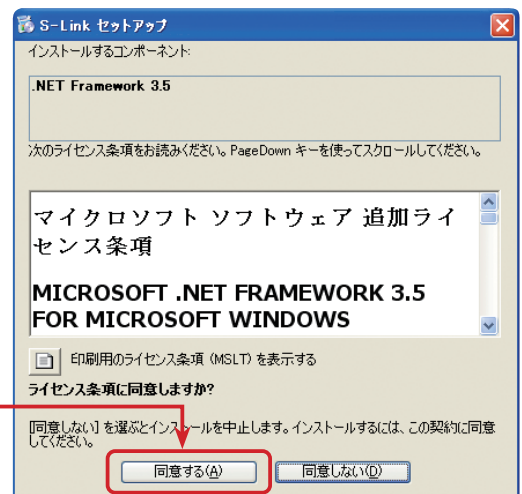 S-Link セットアップ
インストールするコンポーネント:
.NET Framework 3.5
次のライセンス条項をお読みください。PageDown キーを使ってスクロールしてください。
マイクロソフト ソフトウェア 追加ライ
センス条項
MICROSOFT .NET FRAMEWORK 3.5
FOR MICROSOFT WINDOWS
印刷用のライセンス条項 (MSLT) を表示する
ライセンス条項に同意しますか?
[同意しない] を選ぶとインストールを中止します。インストールするには、この契約に同意
してください。
同意する(A) 同意しない(D)